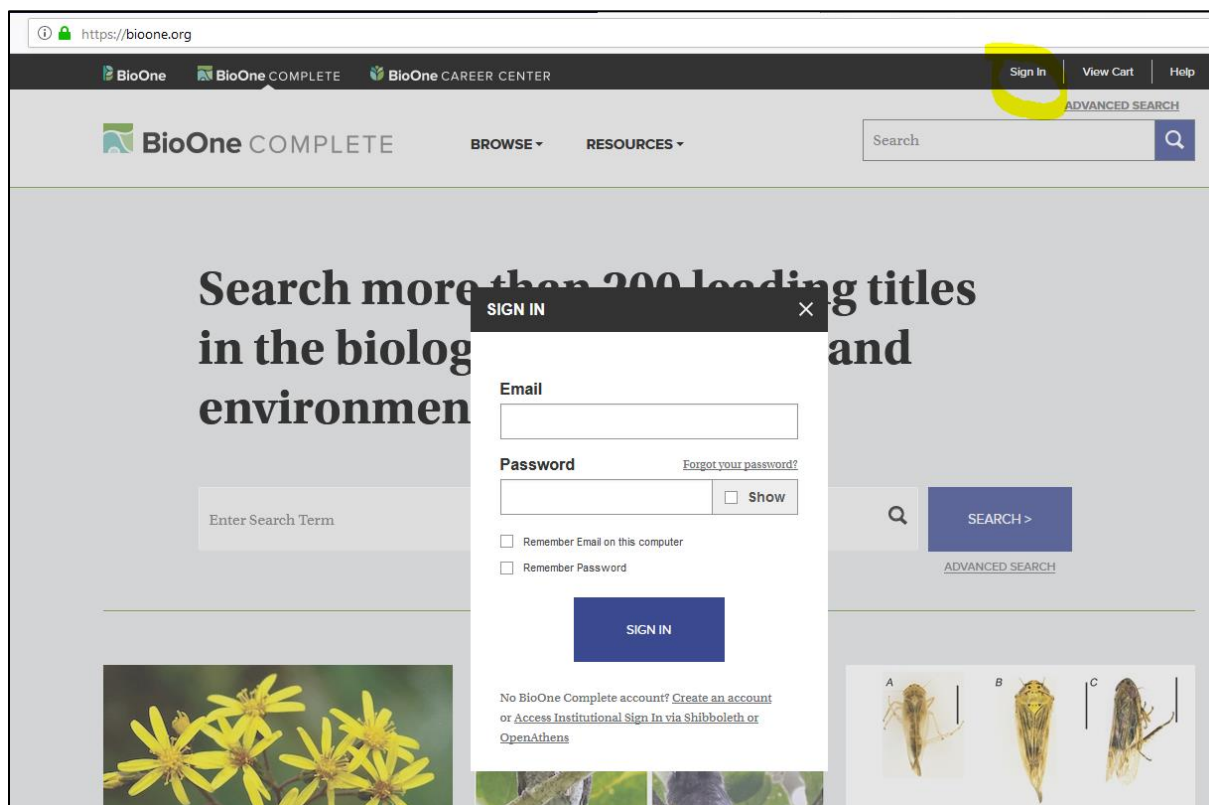 https://bioone.org
BioOne BioOne COMPLETE BioOne CAREER CENTER Sign In View Cart Help
ADVANCED SEARCH
BioOne COMPLETE BROWSE RESOURCES Search
Search more than 200 leading titles
in the biolog and
environmen
SIGN IN
Email
Password Forgot your password?
Show
Enter Search Term SEARCH >
Remember Email on this computer
Remember Password
ADVANCED SEARCH
SIGN IN
No BioOne Complete account? Create an account
or Access Institutional Sign In via Shibboleth or
OpenAthens
A B C